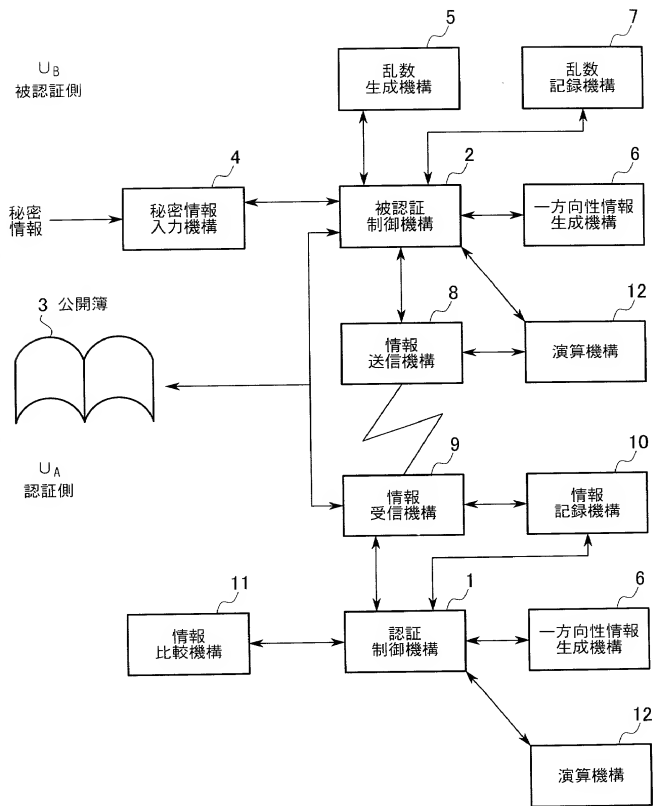 5
7
U_B
被認証側
乱数
生成機構
乱数
記録機構
4
2
6
秘密
情報
秘密情報
入力機構
被認証
制御機構
一方向性情報
生成機構
3 公開簿
8
12
情報
送信機構
演算機構
U_A
認証側
9
10
情報
受信機構
情報
記録機構
11
1
6
情報
比較機構
認証
制御機構
一方向性情報
生成機構
12
演算機構